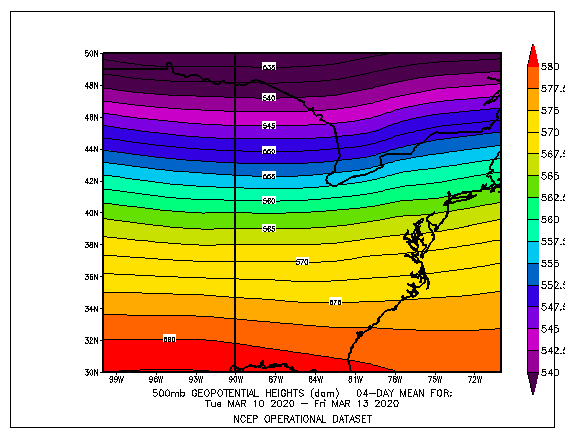 50N
48N
46N
44N
42N
40N
38N
36N
34N
32N
30N
535
540
545
550
555
560
565
570
575
580
99W
96W
93W
90W
87W
84W
81W
78W
75W
72W
580
577.5
575
572.5
570
567.5
565
562.5
560
557.5
555
552.5
550
547.5
545
542.5
540
500mb GEOPOTENTIAL HEIGHTS (dam) 04-DAY MEAN FOR:
Tue MAR 10 2020 - Fri MAR 13 2020
NCEP OPERATIONAL DATASET